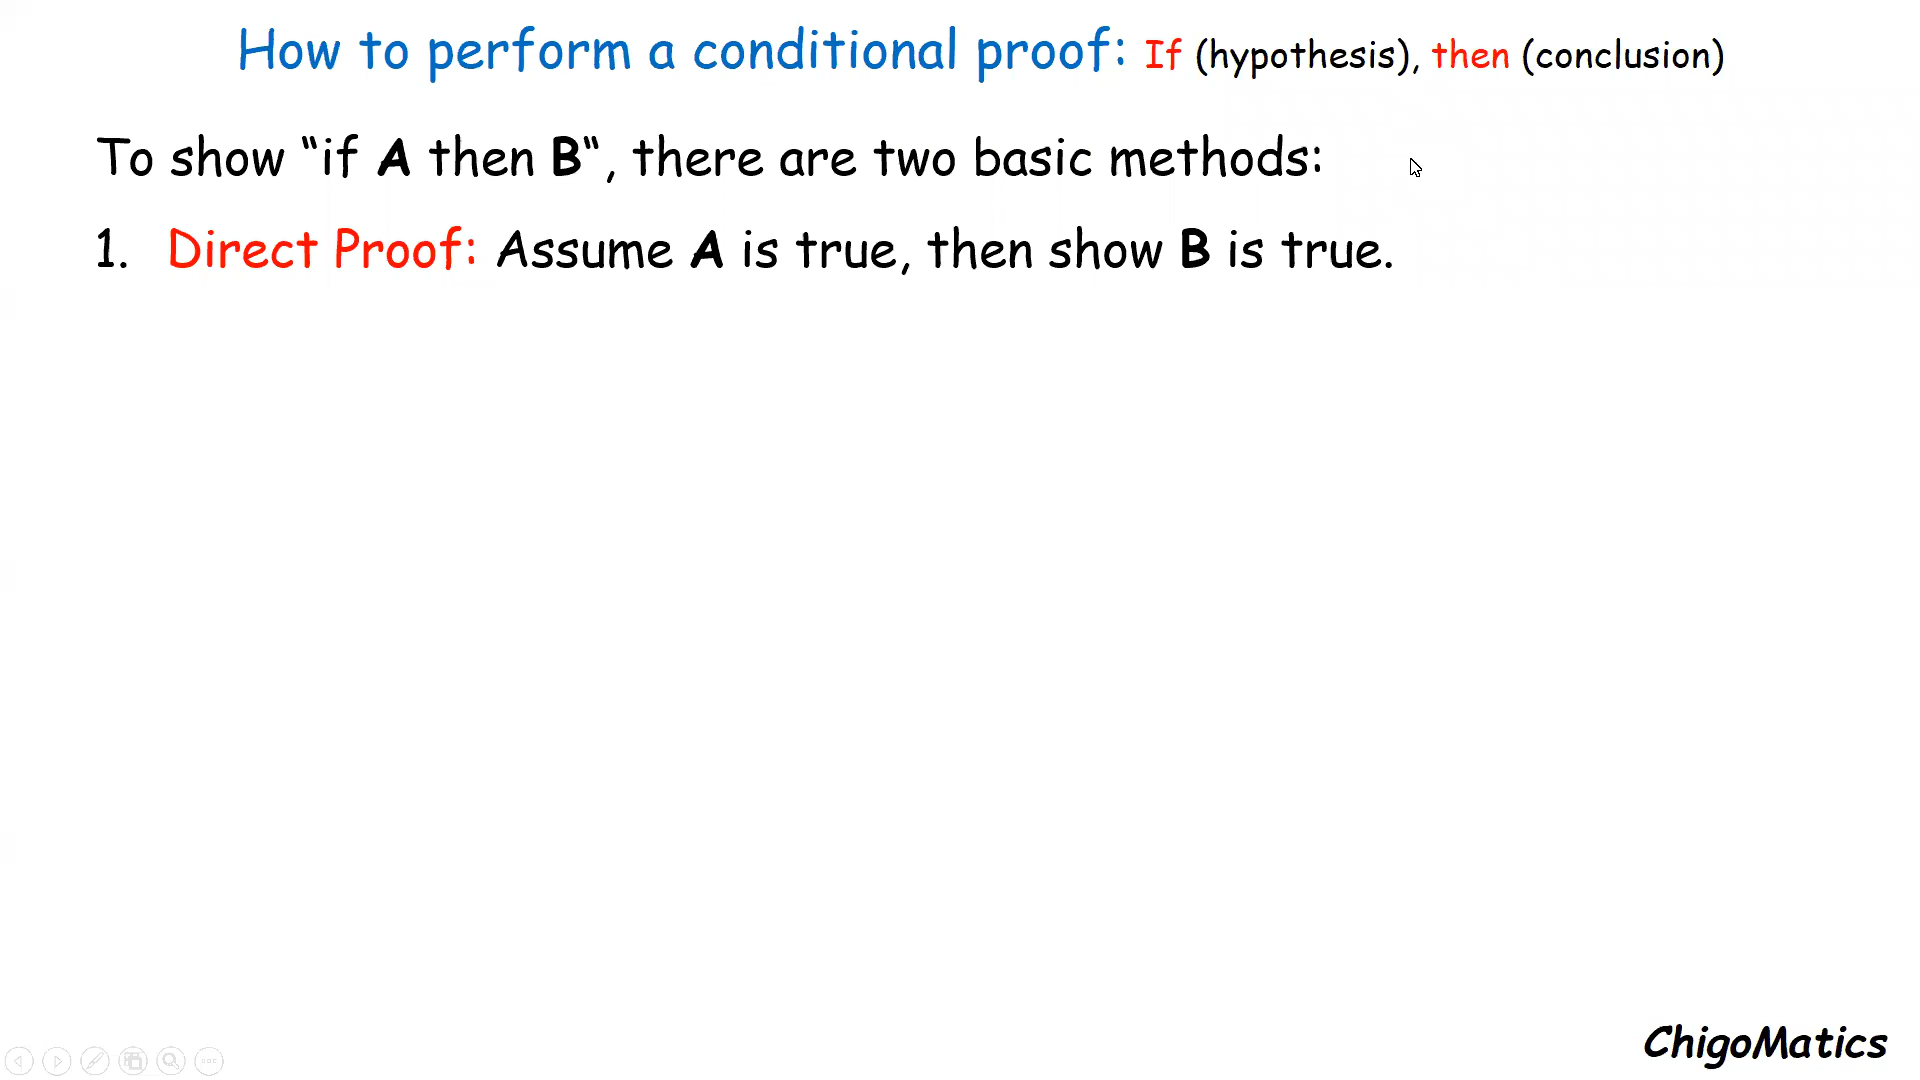 How to perform a conditional proof: If (hypothesis), then (conclusion)
To show “if A then B“, there are two basic methods:
1. Direct Proof: Assume A is true, then show B is true.
ChigoMatics